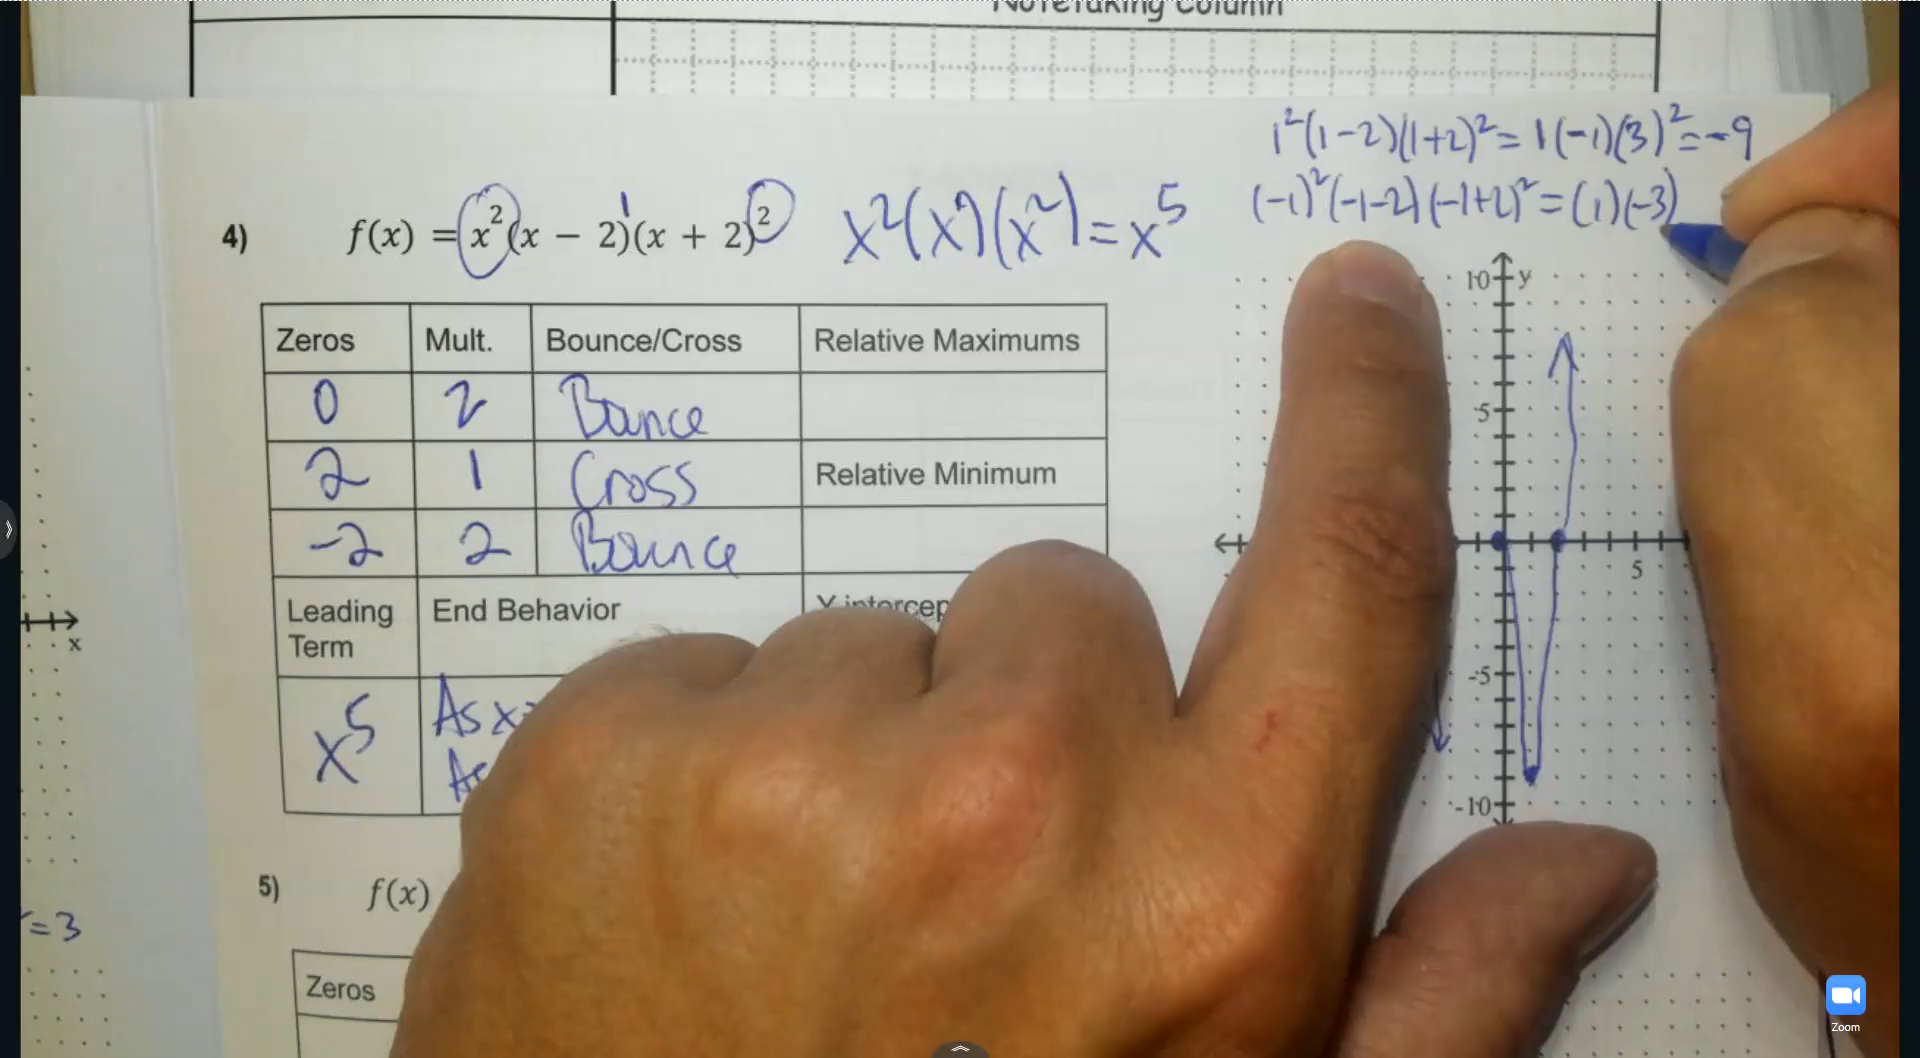 NoteTaking Column
1²(1-2)(1+2)² = 1(-1)(3)² = -9
(-1)²(-1-2)(-1+2)² = (1)(-3)
4) f(x) = x²(x − 2)¹(x + 2)² x²(x¹)(x²) = x⁵
Zeros Mult. Bounce/Cross Relative Maximums
0 2 Bounce
2 1 Cross Relative Minimum
-2 2 Bounce
Leading Term End Behavior
x⁵ As x
As
10 y
5
5
-5
-10
x
= 3
5) f(x)
Zeros
Zoom